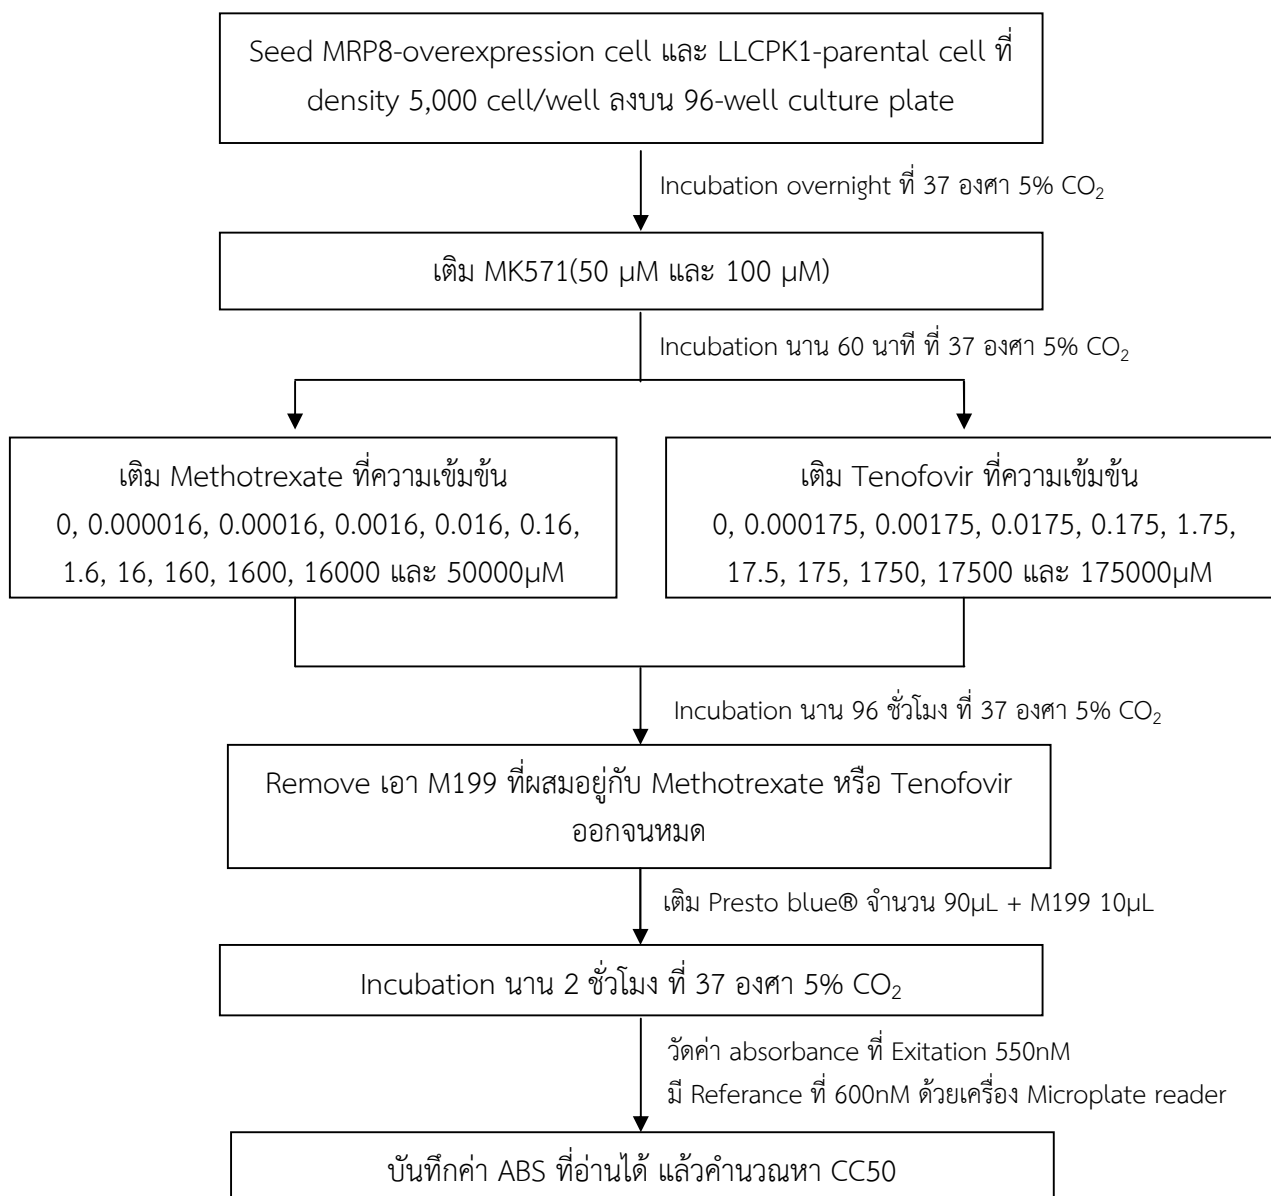 Seed MRP8-overexpression cell และ LLCPK1-parental cell ที่
density 5,000 cell/well ลงบน 96-well culture plate
Incubation overnight ที่ 37 องศา 5% CO₂
เติม MK571(50 µM และ 100 µM)
Incubation นาน 60 นาที ที่ 37 องศา 5% CO₂
เติม Methotrexate ที่ความเข้มข้น
0, 0.000016, 0.00016, 0.0016, 0.016, 0.16,
1.6, 16, 160, 1600, 16000 และ 50000µM
เติม Tenofovir ที่ความเข้มข้น
0, 0.000175, 0.00175, 0.0175, 0.175, 1.75,
17.5, 175, 1750, 17500 และ 175000µM
Incubation นาน 96 ชั่วโมง ที่ 37 องศา 5% CO₂
Remove เอา M199 ที่ผสมอยู่กับ Methotrexate หรือ Tenofovir
ออกจนหมด
เติม Presto blue® จำนวน 90µL + M199 10µL
Incubation นาน 2 ชั่วโมง ที่ 37 องศา 5% CO₂
วัดค่า absorbance ที่ Exitation 550nM
มี Referance ที่ 600nM ด้วยเครื่อง Microplate reader
บันทึกค่า ABS ที่อ่านได้ แล้วคำนวณหา CC50